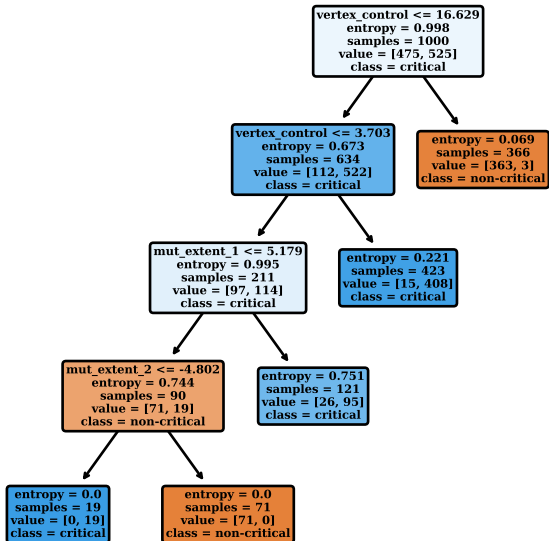 vertex_control <= 16.629
entropy = 0.998
samples = 1000
value = [475, 525]
class = critical
vertex_control <= 3.703
entropy = 0.673
samples = 634
value = [112, 522]
class = critical
entropy = 0.069
samples = 366
value = [363, 3]
class = non-critical
mut_extent_1 <= 5.179
entropy = 0.995
samples = 211
value = [97, 114]
class = critical
entropy = 0.221
samples = 423
value = [15, 408]
class = critical
mut_extent_2 <= -4.802
entropy = 0.744
samples = 90
value = [71, 19]
class = non-critical
entropy = 0.751
samples = 121
value = [26, 95]
class = critical
entropy = 0.0
samples = 19
value = [0, 19]
class = critical
entropy = 0.0
samples = 71
value = [71, 0]
class = non-critical